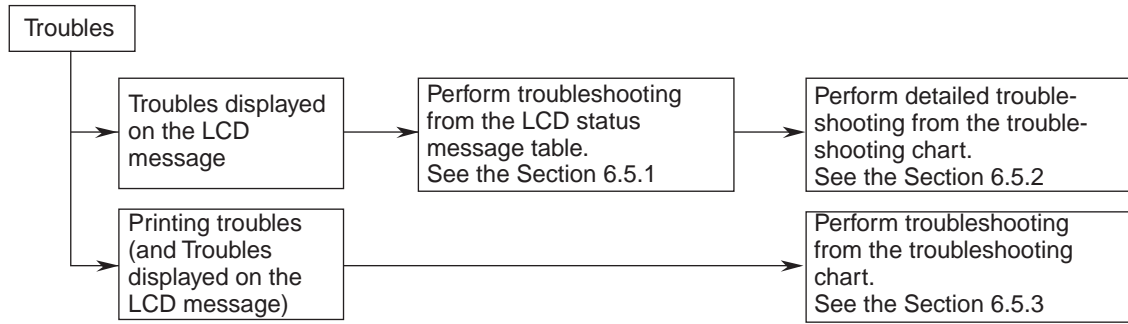 Troubles
Troubles displayed
on the LCD
message
Perform troubleshooting
from the LCD status
message table.
See the Section 6.5.1
Perform detailed trouble-
shooting from the trouble-
shooting chart.
See the Section 6.5.2
Printing troubles
(and Troubles
displayed on the
LCD message)
Perform troubleshooting
from the troubleshooting
chart.
See the Section 6.5.3